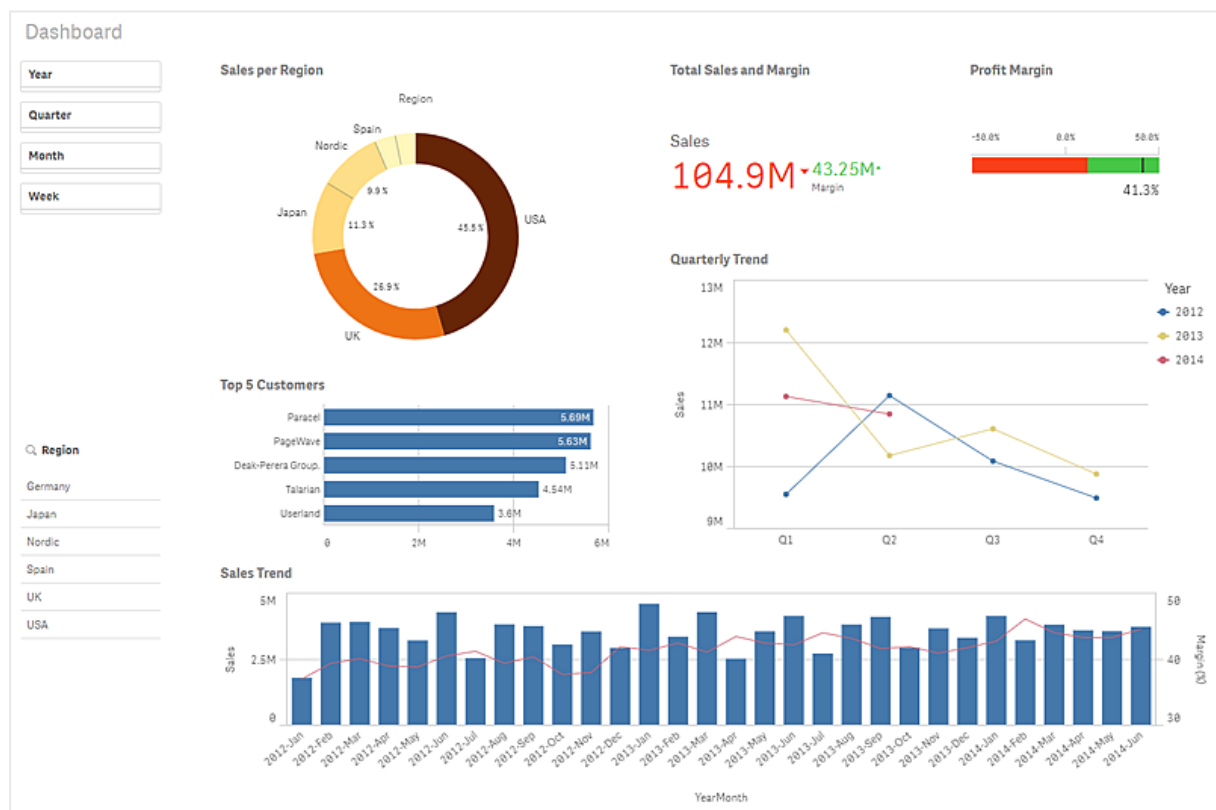 Dashboard
Year
Quarter
Month
Week
Region
Germany
Japan
Nordic
Spain
UK
USA
Sales per Region
Region
Spain
Nordic
Japan
USA
UK
9.9%
11.3%
45.5%
26.9%
Total Sales and Margin
Sales
104.9M
43.25M
Margin
Profit Margin
-50.0% 0.0% 50.0%
41.3%
Top 5 Customers
Paracel 5.69M
PageWave 5.63M
Deak-Perera Group. 5.11M
Talarian 4.54M
Userland 3.6M
0 2M 4M 6M
Quarterly Trend
13M
12M
11M
10M
9M
Sales
Q1 Q2 Q3 Q4
Year
2012
2013
2014
Sales Trend
5M
2.5M
0
Sales
50
40
30
Margin (%)
2012-Jan 2012-Feb 2012-Mar 2012-Apr 2012-May 2012-Jun 2012-Jul 2012-Aug 2012-Sep 2012-Oct 2012-Nov 2012-Dec 2013-Jan 2013-Feb 2013-Mar 2013-Apr 2013-May 2013-Jun 2013-Jul 2013-Aug 2013-Sep 2013-Oct 2013-Nov 2013-Dec 2014-Jan 2014-Feb 2014-Mar 2014-Apr 2014-May 2014-Jun
YearMonth